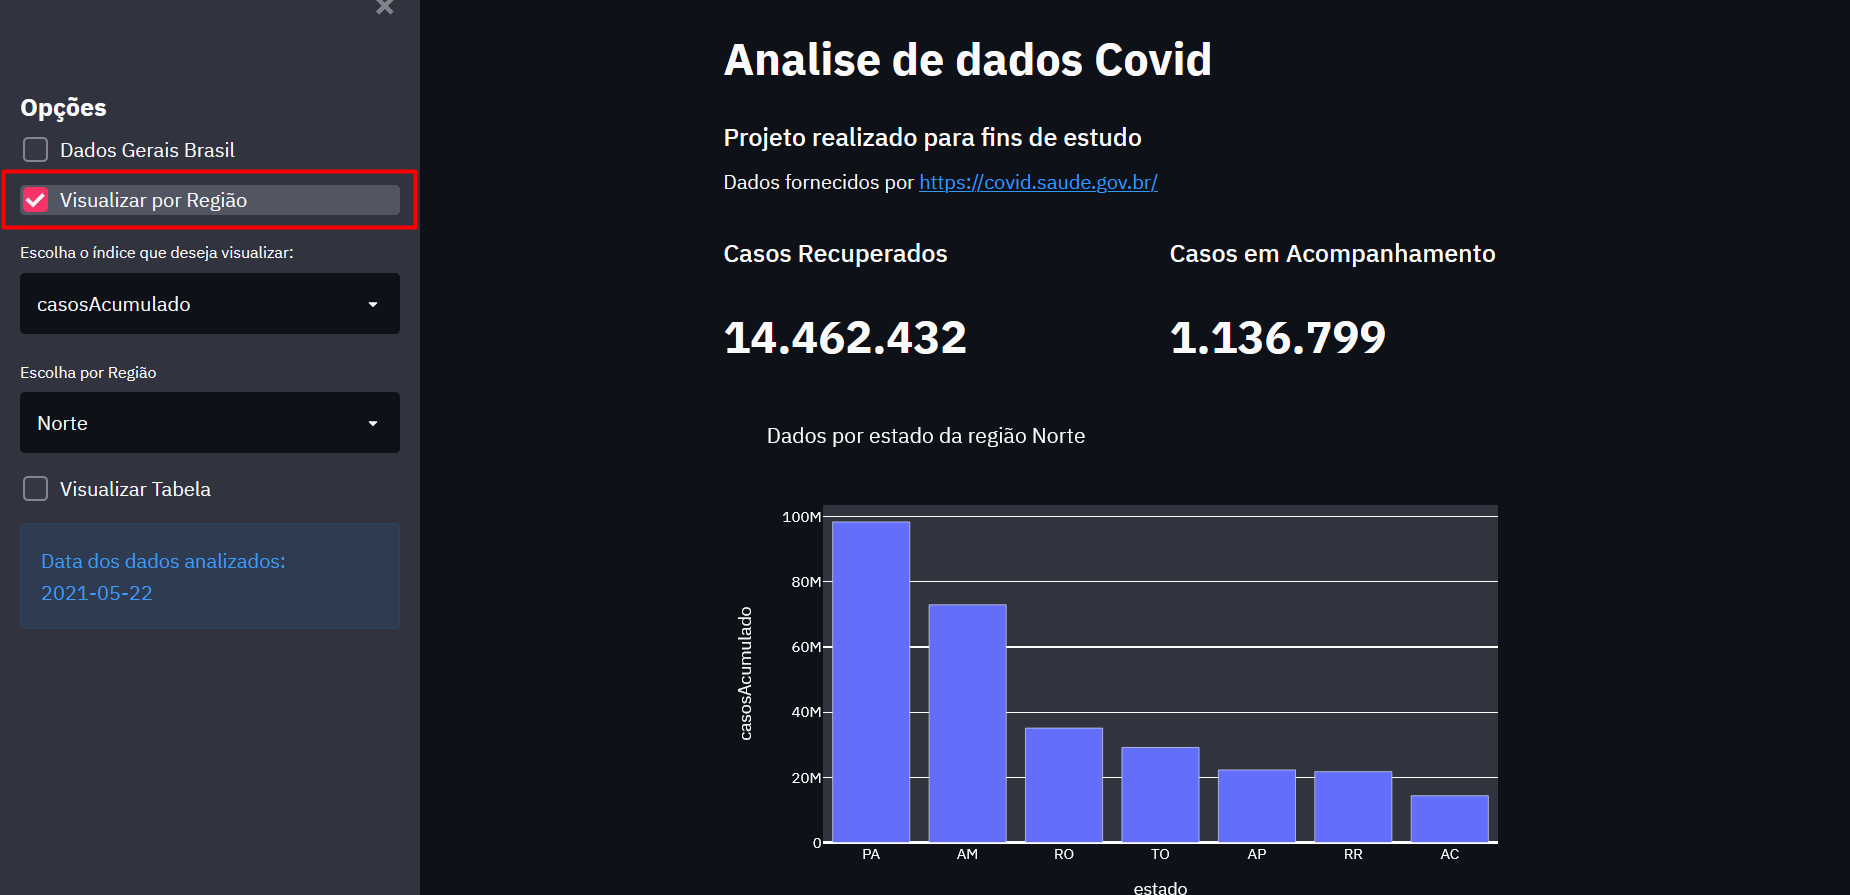 Opções
Dados Gerais Brasil
Visualizar por Região
Escolha o índice que deseja visualizar:
casosAcumulado
Escolha por Região
Norte
Visualizar Tabela
Data dos dados analizados:
2021-05-22
Analise de dados Covid
Projeto realizado para fins de estudo
Dados fornecidos por https://covid.saude.gov.br/
Casos Recuperados
14.462.432
Casos em Acompanhamento
1.136.799
Dados por estado da região Norte
casosAcumulado
100M
80M
60M
40M
20M
0
PA AM RO TO AP RR AC
estado